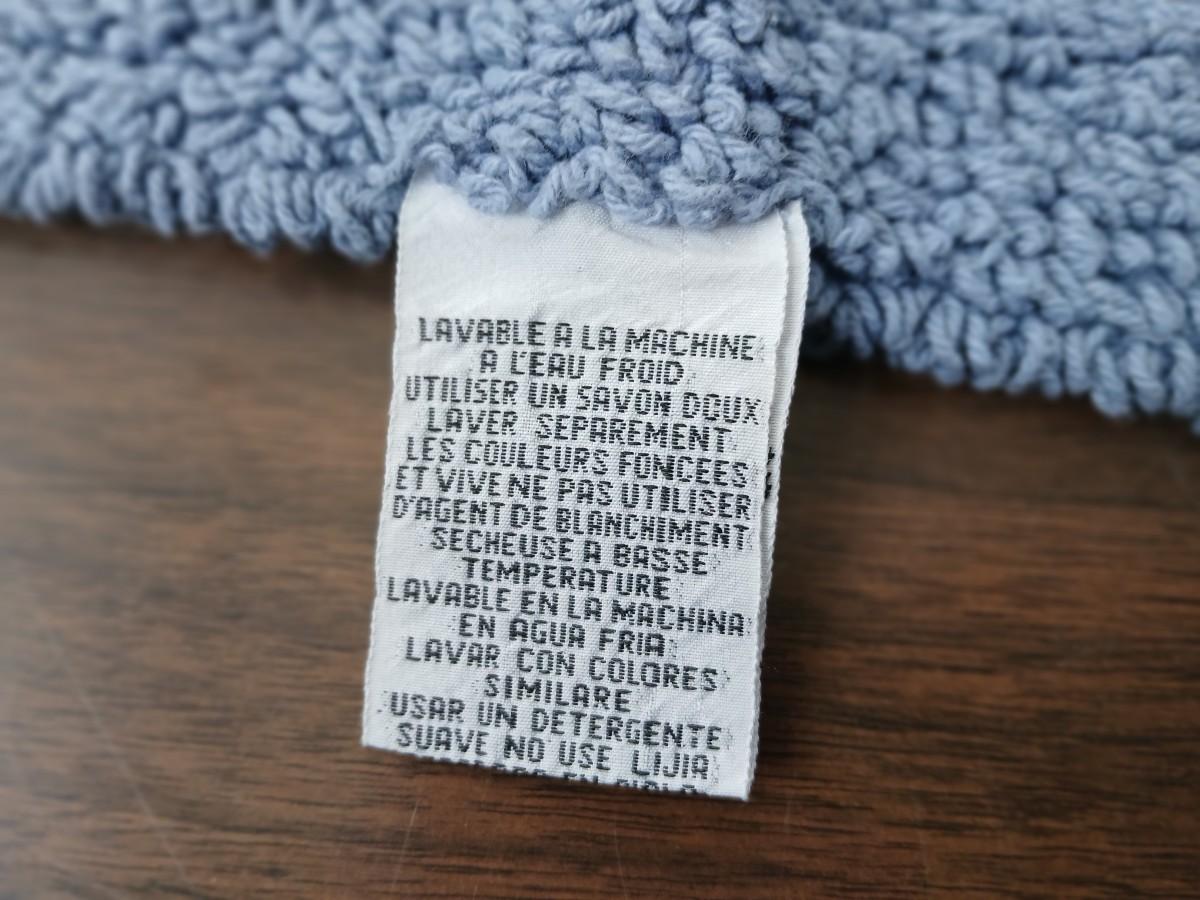 LAVABLE A LA MACHINE
A L'EAU FROID
UTILISER UN SAVON DOUX
LAVER SEPAREMENT
LES COULEURS FONCEES
ET VIVE NE PAS UTILISER
D'AGENT DE BLANCHIMENT
SECHEUSE A BASSE
TEMPERATURE
LAVABLE EN LA MACHINA
EN AGUA FRIA
LAVAR CON COLORES
SIMILARE
USAR UN DETERGENTE
SUAVE NO USE LIJIA